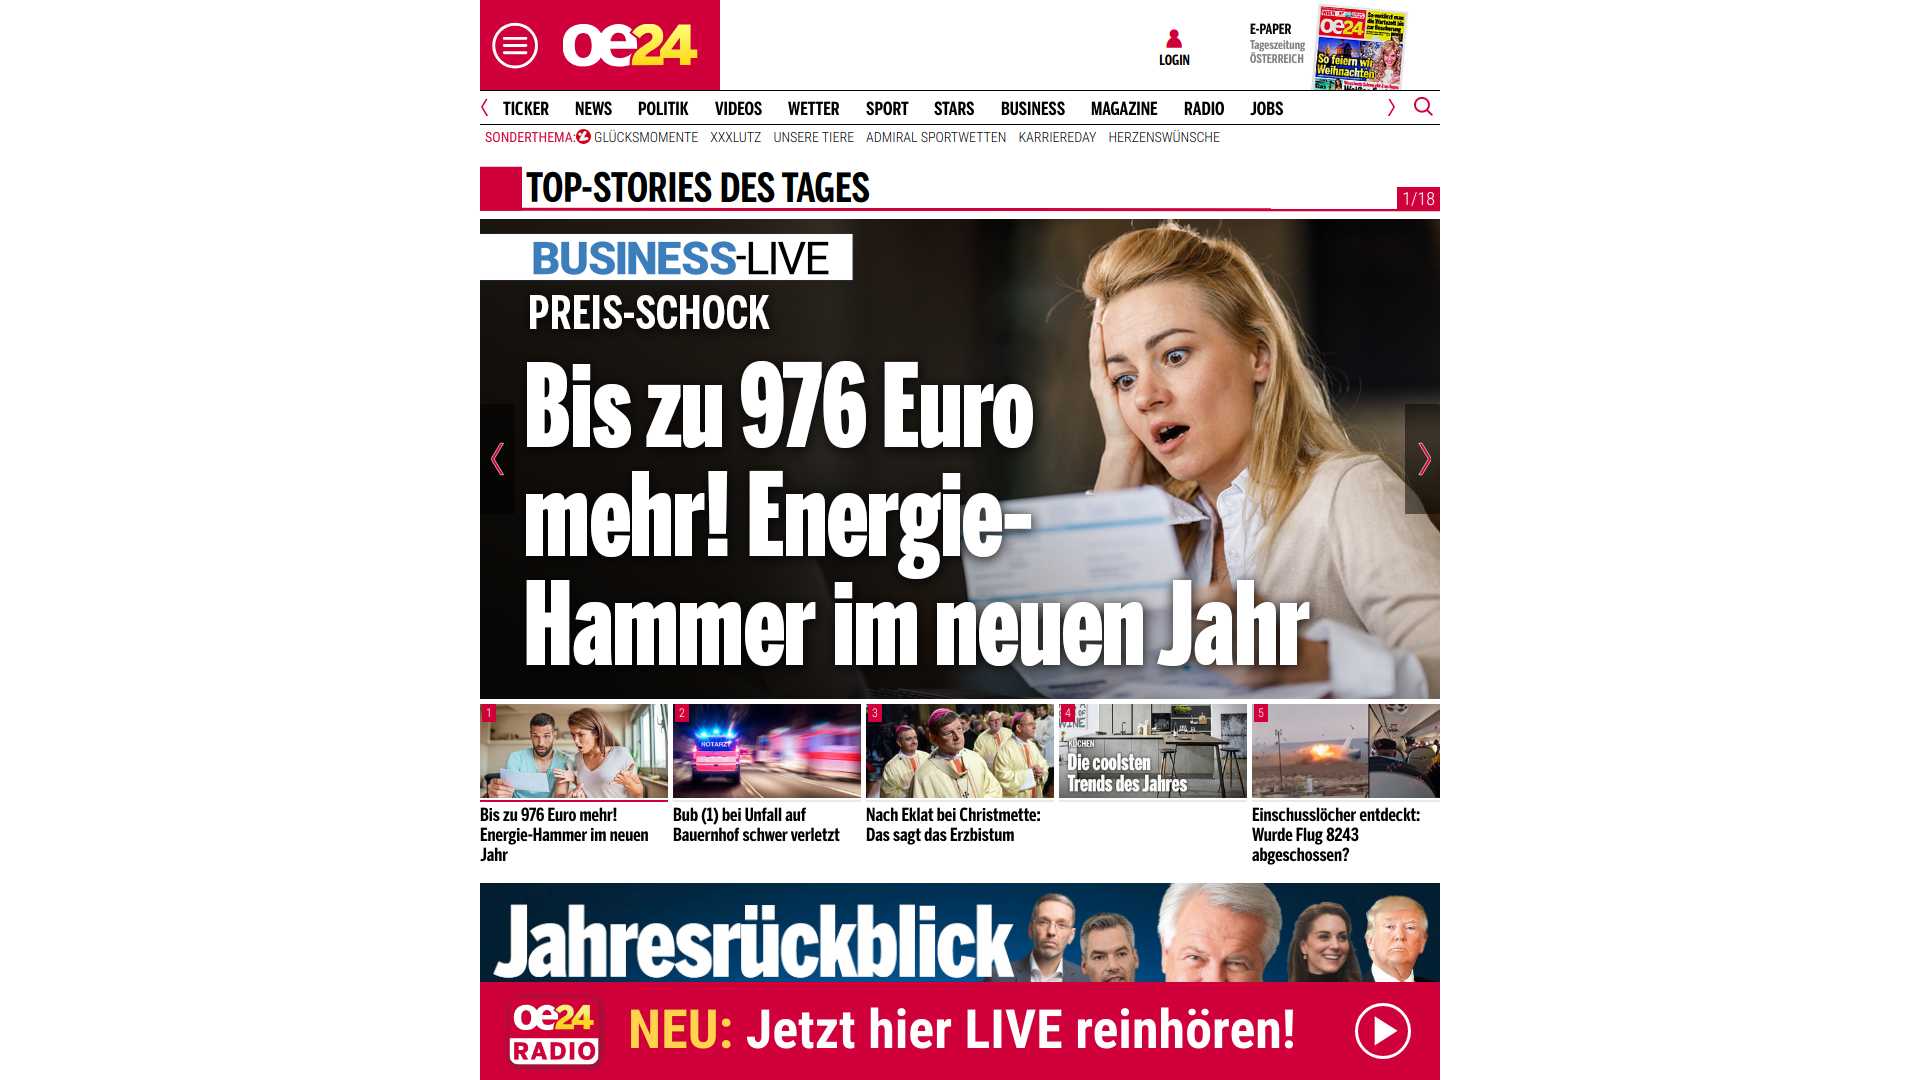 oe24
LOGIN
E-PAPER
Tageszeitung
ÖSTERREICH
oe24
So feiern wir
Weihnachten
TICKER NEWS POLITIK VIDEOS WETTER SPORT STARS BUSINESS MAGAZINE RADIO JOBS
SONDERTHEMA: GLÜCKSMOMENTE XXXLUTZ UNSERE TIERE ADMIRAL SPORTWETTEN KARRIEREDAY HERZENSWÜNSCHE
TOP-STORIES DES TAGES
1/18
BUSINESS-LIVE
PREIS-SCHOCK
Bis zu 976 Euro
mehr! Energie-
Hammer im neuen Jahr
1
Bis zu 976 Euro mehr!
Energie-Hammer im neuen
Jahr
2
NOTARZT
Bub (1) bei Unfall auf
Bauernhof schwer verletzt
3
Nach Eklat bei Christmette:
Das sagt das Erzbistum
4
KÜCHEN
Die coolsten
Trends des Jahres
5
Einschusslöcher entdeckt:
Wurde Flug 8243
abgeschossen?
Jahresrückblick
oe24
RADIO
NEU: Jetzt hier LIVE reinhören!